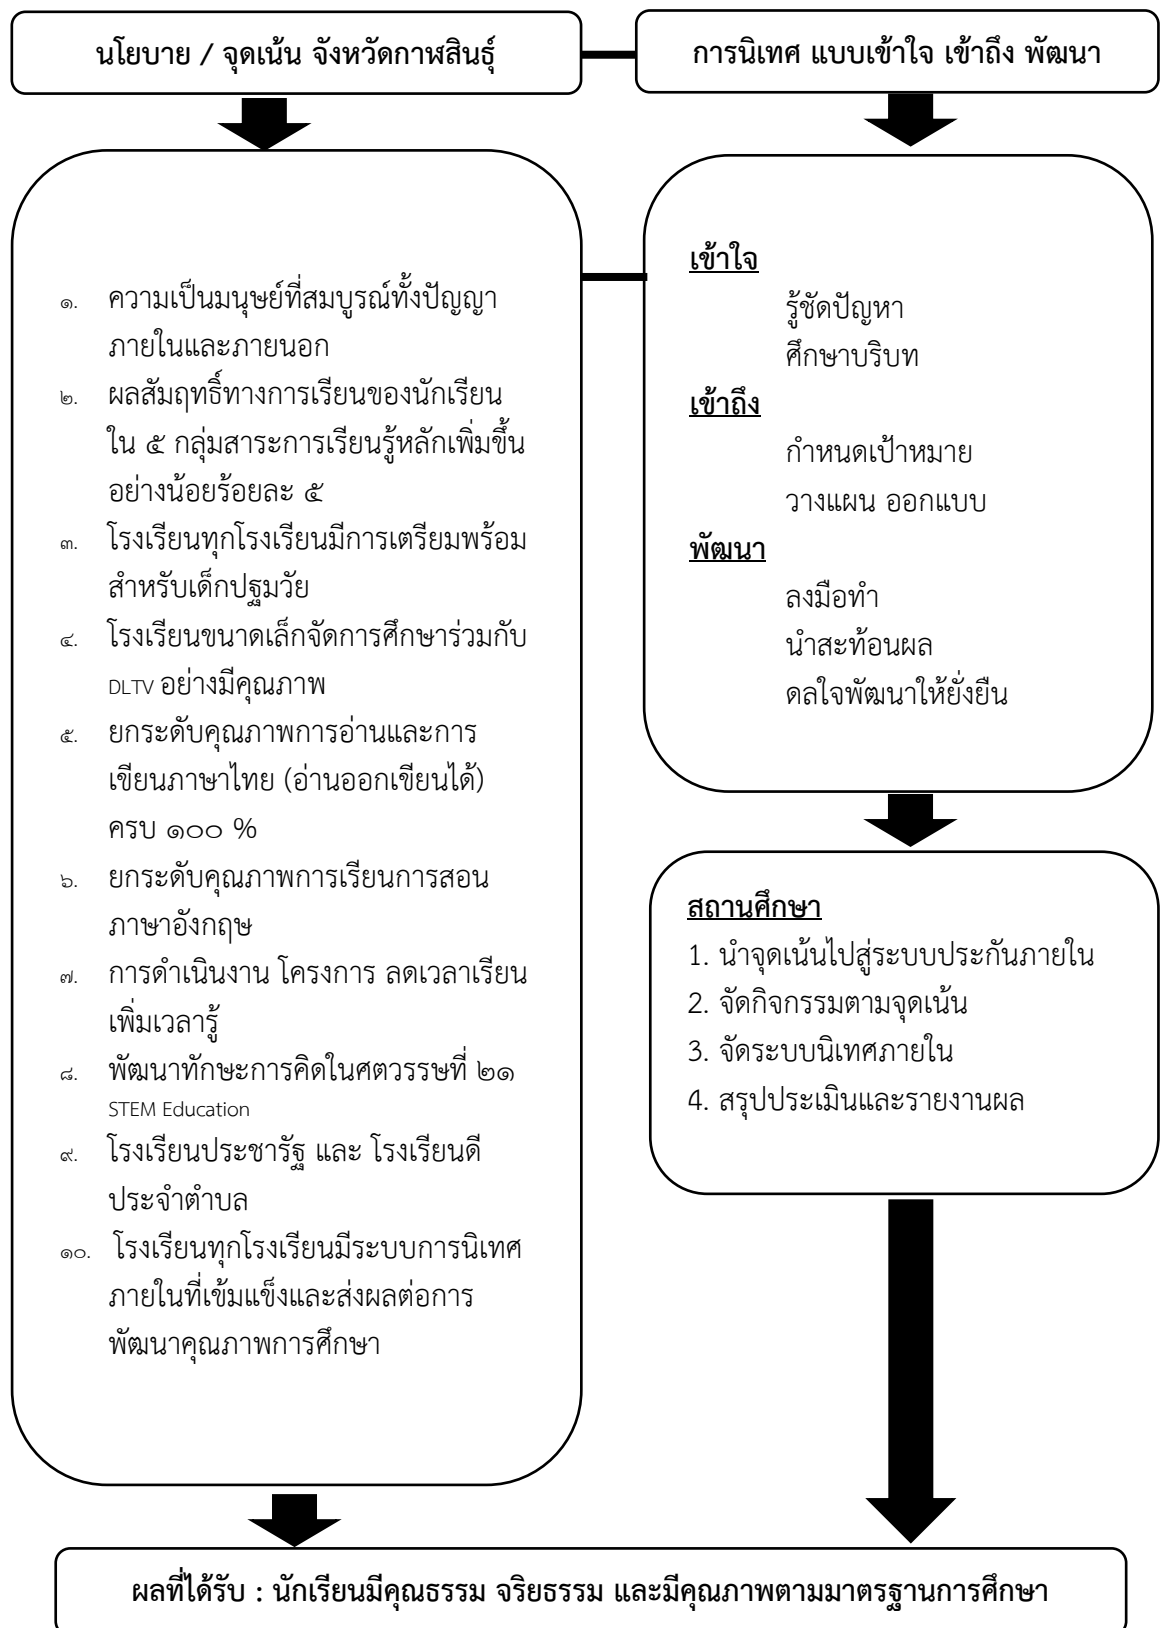 นโยบาย / จุดเน้น จังหวัดกาฬสินธุ์
การนิเทศ แบบเข้าใจ เข้าถึง พัฒนา
๑. ความเป็นมนุษย์ที่สมบูรณ์ทั้งปัญญา
ภายในและภายนอก
๒. ผลสัมฤทธิ์ทางการเรียนของนักเรียน
ใน ๕ กลุ่มสาระการเรียนรู้หลักเพิ่มขึ้น
อย่างน้อยร้อยละ ๕
๓. โรงเรียนทุกโรงเรียนมีการเตรียมพร้อม
สำหรับเด็กปฐมวัย
๔. โรงเรียนขนาดเล็กจัดการศึกษาร่วมกับ
DLTV อย่างมีคุณภาพ
๕. ยกระดับคุณภาพการอ่านและการ
เขียนภาษาไทย (อ่านออกเขียนได้)
ครบ ๑๐๐ %
๖. ยกระดับคุณภาพการเรียนการสอน
ภาษาอังกฤษ
๗. การดำเนินงาน โครงการ ลดเวลาเรียน
เพิ่มเวลารู้
๘. พัฒนาทักษะการคิดในศตวรรษที่ ๒๑
STEM Education
๙. โรงเรียนประชารัฐ และ โรงเรียนดี
ประจำตำบล
๑๐. โรงเรียนทุกโรงเรียนมีระบบการนิเทศ
ภายในที่เข้มแข็งและส่งผลต่อการ
พัฒนาคุณภาพการศึกษา
เข้าใจ
รู้ชัดปัญหา
ศึกษาบริบท
เข้าถึง
กำหนดเป้าหมาย
วางแผน ออกแบบ
พัฒนา
ลงมือทำ
นำสะท้อนผล
ดลใจพัฒนาให้ยั่งยืน
สถานศึกษา
1. นำจุดเน้นไปสู่ระบบประกันภายใน
2. จัดกิจกรรมตามจุดเน้น
3. จัดระบบนิเทศภายใน
4. สรุปประเมินและรายงานผล
ผลที่ได้รับ : นักเรียนมีคุณธรรม จริยธรรม และมีคุณภาพตามมาตรฐานการศึกษา